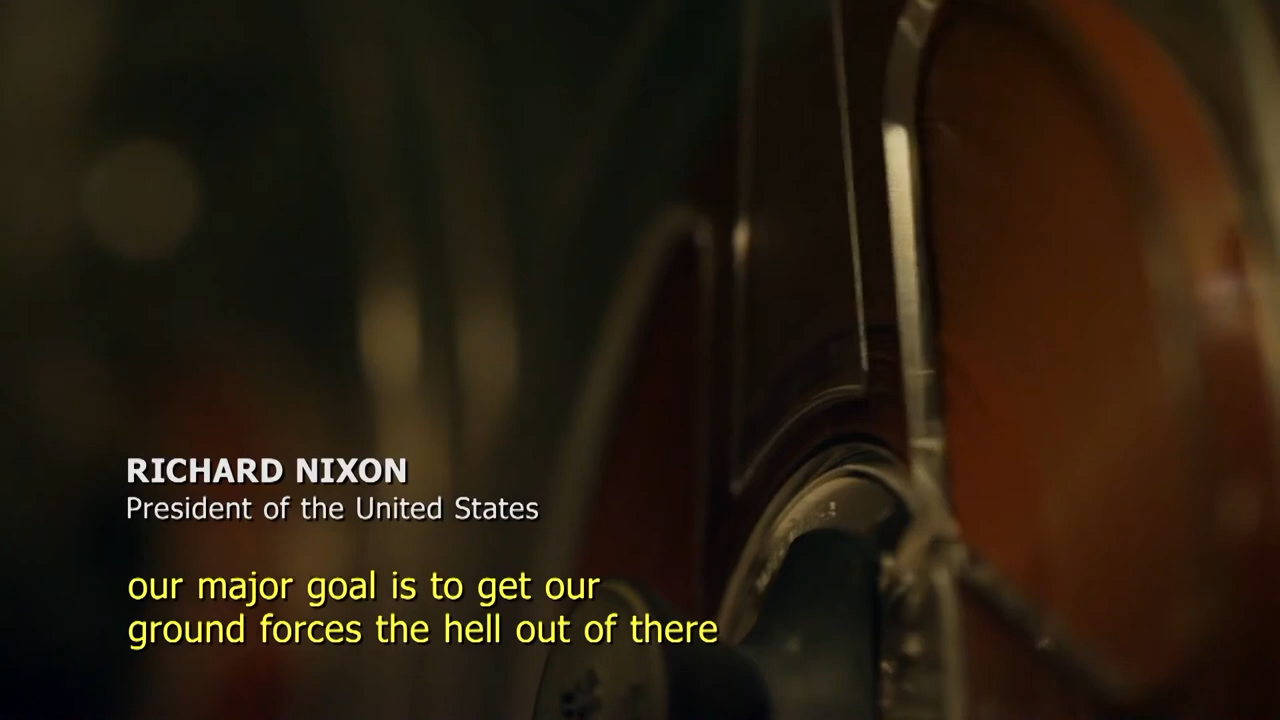 RICHARD NIXON
President of the United States
our major goal is to get our
ground forces the hell out of there